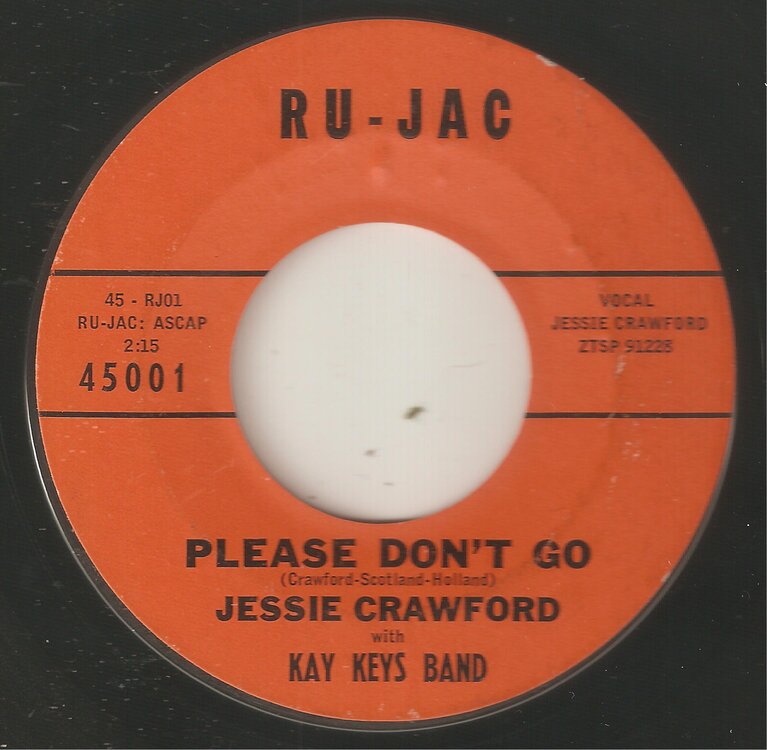 RU-JAC
45 - RJ01
RU-JAC: ASCAP
2:15
45001
VOCAL
JESSIE CRAWFORD
ZTSP 91228
PLEASE DON'T GO
(Crawford-Scotland-Holland)
JESSIE CRAWFORD
with
KAY KEYS BAND